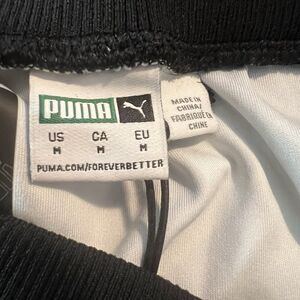 PUMA
US CA EU
M M M
PUMA.COM/FOREVERBETTER
MADE IN
CHINA/
FABRIQUÉ EN
CHINE